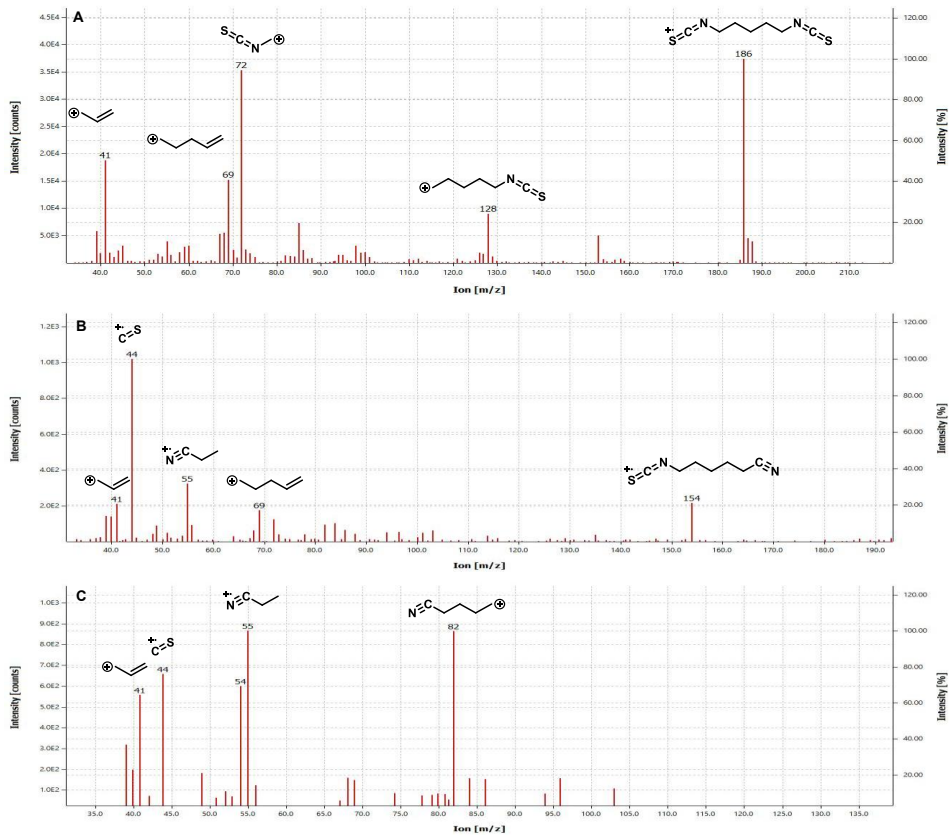 A
4.5E4
4.0E4
3.5E4
3.0E4
2.5E4
2.0E4
1.5E4
1.0E4
5.0E3
Intensity [counts]
120.00
100.00
80.00
60.00
40.00
20.00
Intensity [%]
S C N ⊕
+• S C N N C S
186
72
⊕
⊕
41
69
⊕ N C S
128
40.0 50.0 60.0 70.0 80.0 90.0 100.0 110.0 120.0 130.0 140.0 150.0 160.0 170.0 180.0 190.0 200.0 210.0
Ion [m/z]
B
1.2E3
1.0E3
8.0E2
6.0E2
4.0E2
2.0E2
Intensity [counts]
120.00
100.00
80.00
60.00
40.00
20.00
Intensity [%]
+• C S
44
+• N C
⊕
⊕
+• S C N C N
41
55
69
154
40.0 50.0 60.0 70.0 80.0 90.0 100.0 110.0 120.0 130.0 140.0 150.0 160.0 170.0 180.0 190.0
Ion [m/z]
C
1.0E3
9.0E2
8.0E2
7.0E2
6.0E2
5.0E2
4.0E2
3.0E2
2.0E2
1.0E2
Intensity [counts]
120.00
100.00
80.00
60.00
40.00
20.00
Intensity [%]
+• N C
N C ⊕
55
82
+• C S
⊕
44
54
41
35.0 40.0 45.0 50.0 55.0 60.0 65.0 70.0 75.0 80.0 85.0 90.0 95.0 100.0 105.0 110.0 115.0 120.0 125.0 130.0 135.0
Ion [m/z]